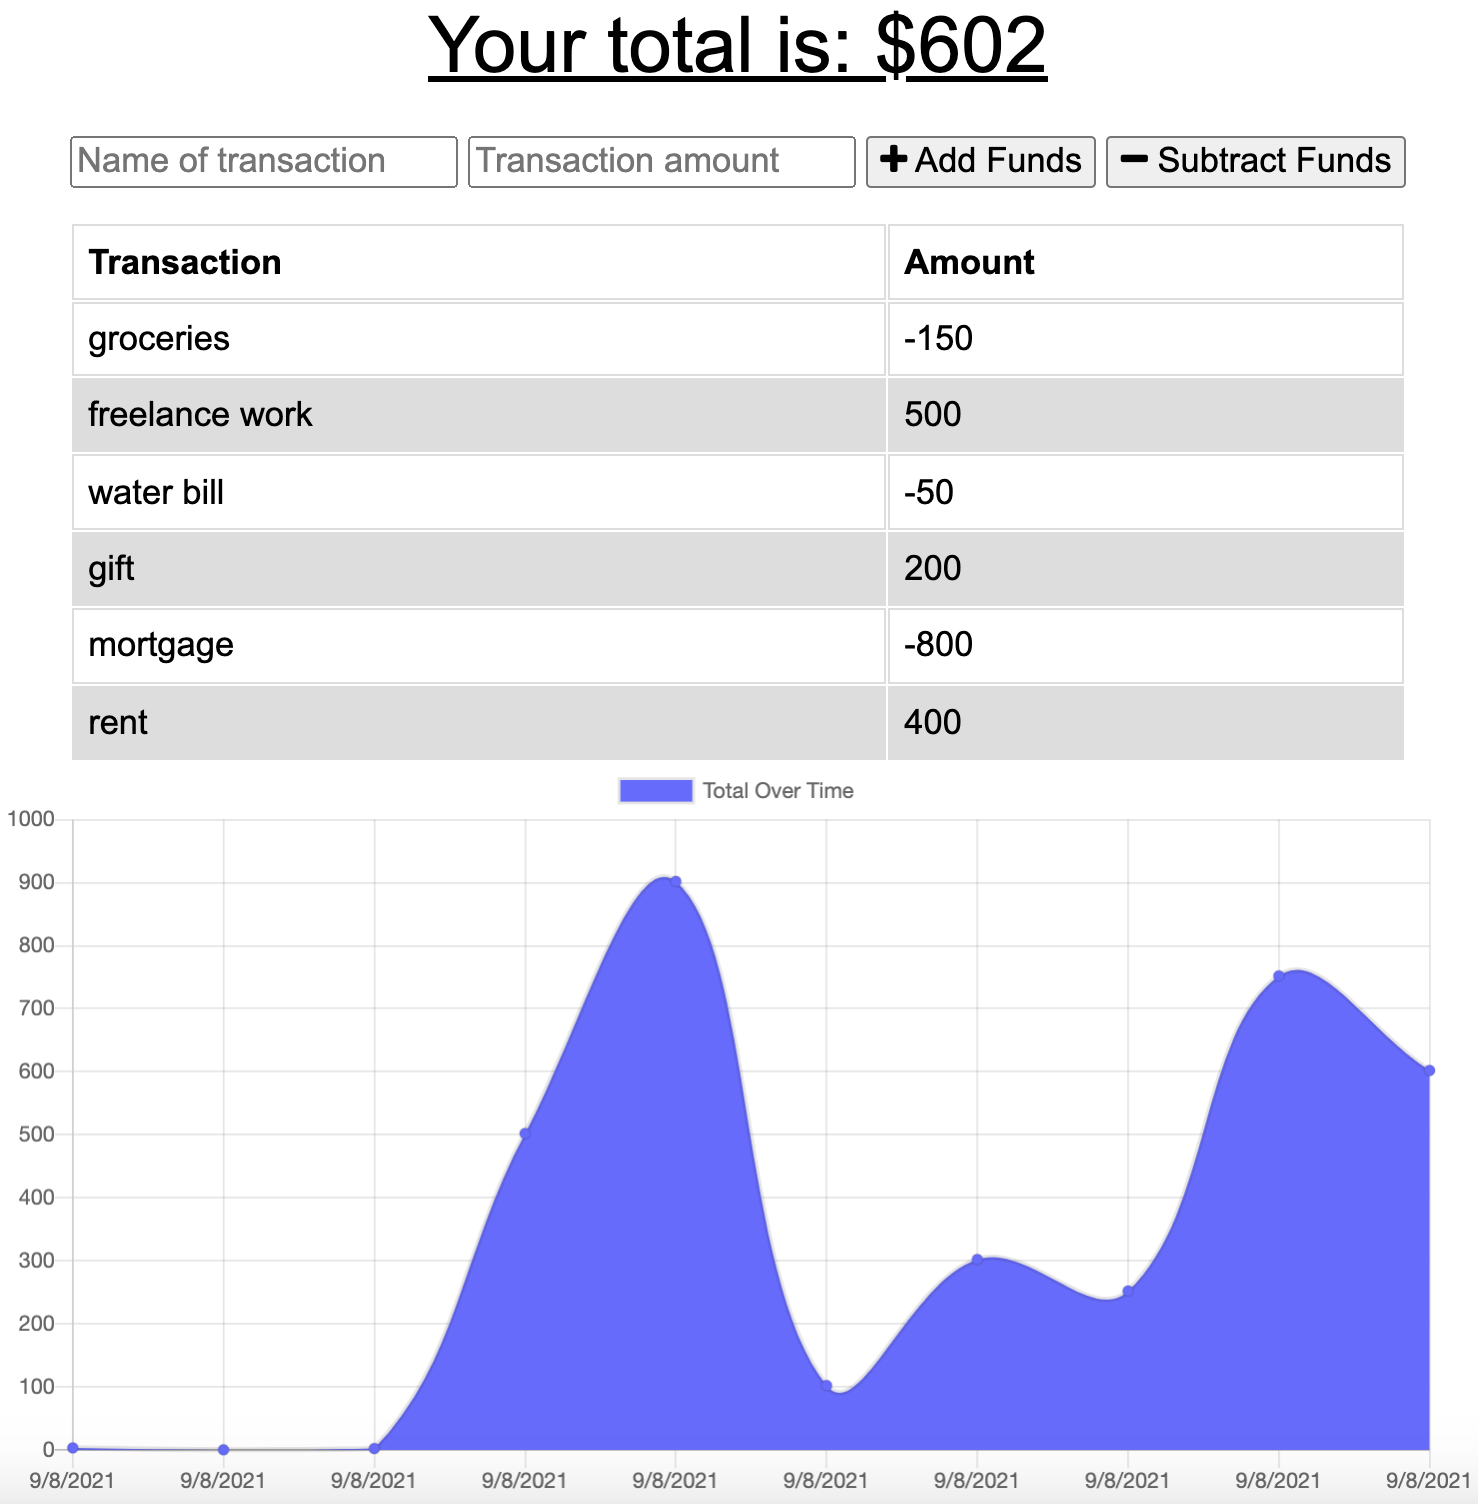 Your total is: $602
Name of transaction Transaction amount + Add Funds − Subtract Funds
Transaction Amount
groceries -150
freelance work 500
water bill -50
gift 200
mortgage -800
rent 400
Total Over Time
1000
900
800
700
600
500
400
300
200
100
0
9/8/2021 9/8/2021 9/8/2021 9/8/2021 9/8/2021 9/8/2021 9/8/2021 9/8/2021 9/8/2021 9/8/2021